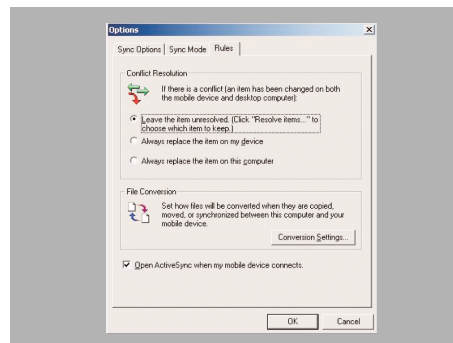 Options
Sync Options
Sync Mode
Rules
Conflict Resolution
If there is a conflict (an item has been changed on both
the mobile device and desktop computer):
Leave the item unresolved. (Click "Resolve items..." to
choose which item to keep.)
Always replace the item on my device
Always replace the item on this computer
File Conversion
Set how files will be converted when they are copied,
moved, or synchronized between this computer and your
mobile device.
Conversion Settings...
Open ActiveSync when my mobile device connects.
OK
Cancel